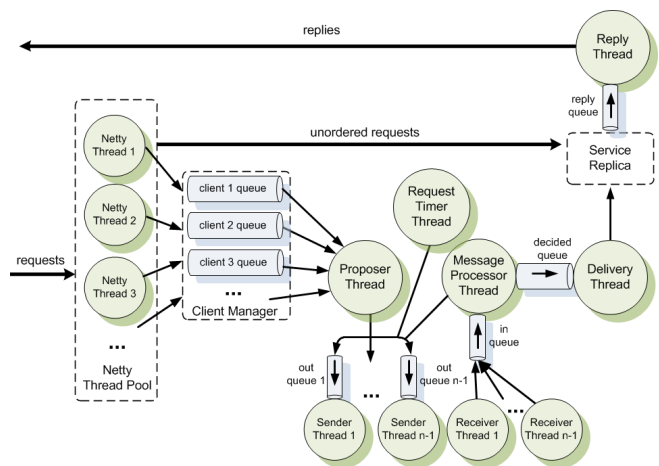 replies
Reply
Thread
reply
queue
unordered requests
Service
Replica
Netty
Thread 1
Netty
Thread 2
requests
Netty
Thread 3
...
Netty
Thread Pool
client 1 queue
client 2 queue
client 3 queue
...
Client Manager
Request
Timer
Thread
Proposer
Thread
Message
Processor
Thread
decided
queue
Delivery
Thread
in
queue
out
queue 1
...
out
queue n-1
...
Sender
Thread 1
Sender
Thread n-1
Receiver
Thread 1
Receiver
Thread n-1